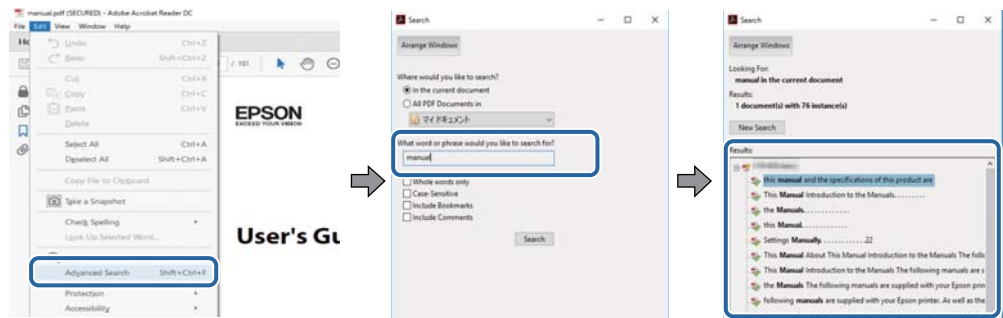 manual.pdf (SECURED) - Adobe Acrobat Reader DC
File Edit View Window Help
Undo Ctrl+Z
Redo Shift+Ctrl+Z
Cut Ctrl+X
Copy Ctrl+C
Paste Ctrl+V
Delete
Select All Ctrl+A
Deselect All Shift+Ctrl+A
Copy File to Clipboard
Take a Snapshot
Check Spelling
Look Up Selected Word...
Advanced Search Shift+Ctrl+F
Protection
Accessibility
/ 181
EPSON
EXCEED YOUR VISION
User's Gu
Search
Arrange Windows
Where would you like to search?
In the current document
All PDF Documents in
マイ ドキュメント
What word or phrase would you like to search for?
manual
Whole words only
Case-Sensitive
Include Bookmarks
Include Comments
Search
Search
Arrange Windows
Looking For:
manual in the current document
Results:
1 document(s) with 76 instance(s)
New Search
Results:
this manual and the specifications of this product are
This Manual Introduction to the Manuals. . . . . . . . .
the Manuals. . . . . . . . . . . . .
this Manual. . . . . . . . . . . . .
Settings Manually. . . . . . . . . . . . .22
This Manual About This Manual Introduction to the Manuals The follo
This Manual Introduction to the Manuals The following manuals are s
the Manuals The following manuals are supplied with your Epson prin
following manuals are supplied with your Epson printer. As well as the